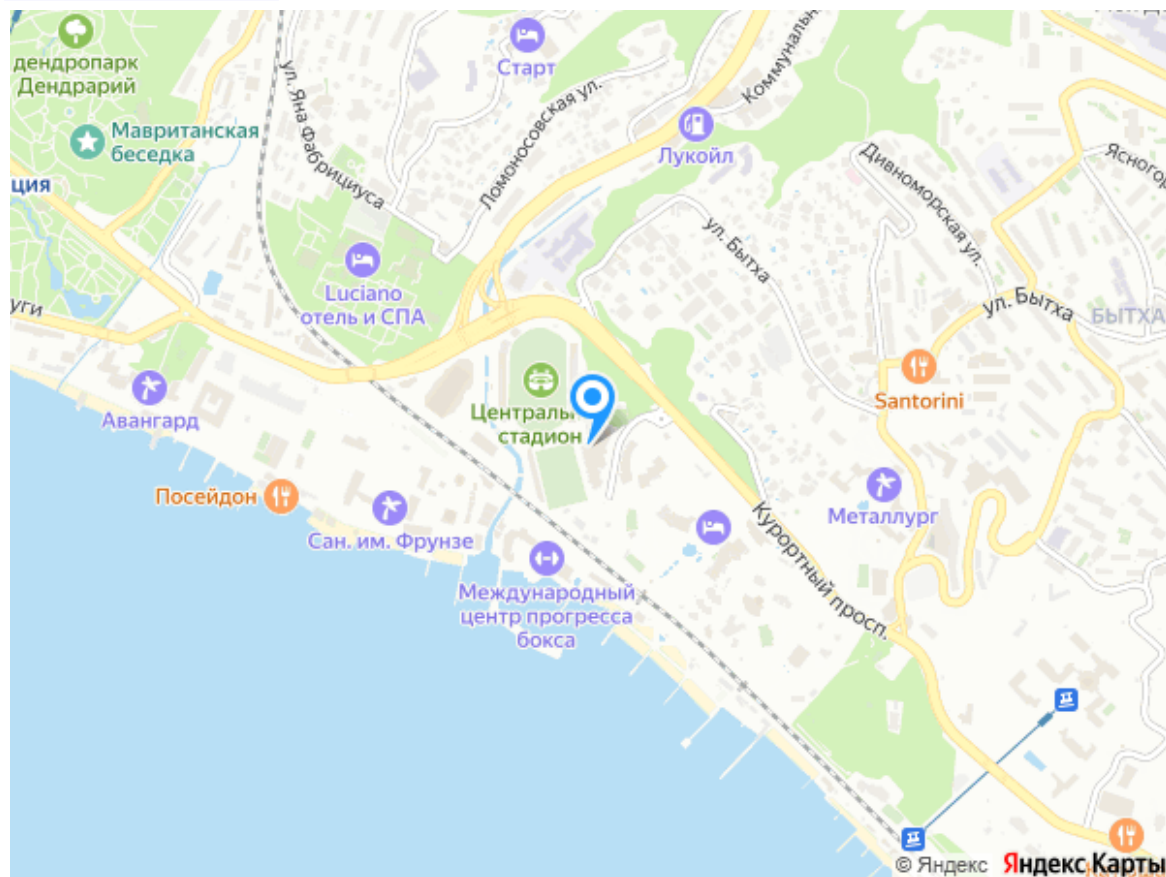 дендропарк
Дендрарий
Мавританская
беседка
ция
Старт
Коммунальн
ул. Яна Фабрициуса
Ломоносовская ул.
Лукойл
Дивноморская ул.
Ясногор
ул. Бытха
Luciano
отель и СПА
уги
ул. Бытха
БЫТХА
Авангард
Централь
стадион
Santorini
Посейдон
Сан. им. Фрунзе
Металлург
Курортный просп.
Международный
центр прогресса
бокса
© Яндекс Яндекс Карты